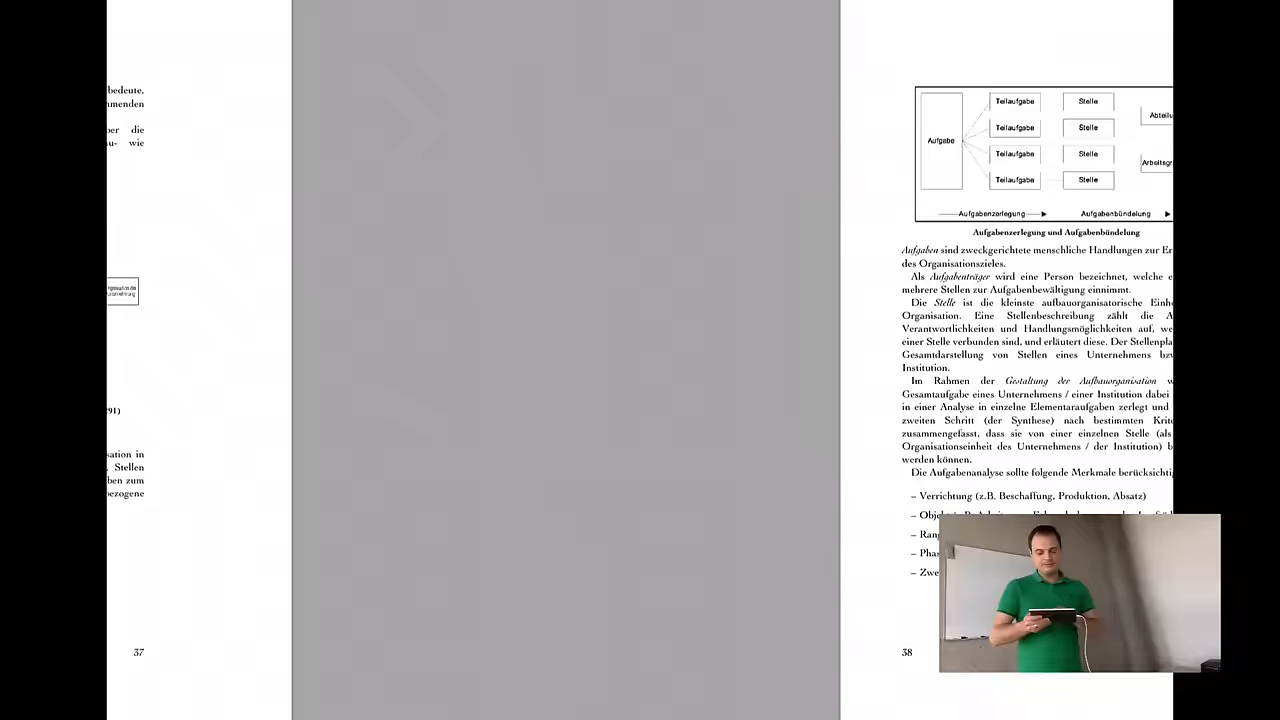 bedeute,
menden
ber die
u- wie
91)
sation in
. Stellen
ben zum
bezogene
37
Aufgabe
Teilaufgabe
Teilaufgabe
Teilaufgabe
Teilaufgabe
Stelle
Stelle
Stelle
Stelle
Abteilu
Arbeitsgr
Aufgabenzerlegung
Aufgabenbündelung
Aufgabenzerlegung und Aufgabenbündelung
Aufgaben sind zweckgerichtete menschliche Handlungen zur Er
des Organisationszieles.
Als Aufgabenträger wird eine Person bezeichnet, welche e
mehrere Stellen zur Aufgabenbewältigung einnimmt.
Die Stelle ist die kleinste aufbauorganisatorische Einhe
Organisation. Eine Stellenbeschreibung zählt die A
Verantwortlichkeiten und Handlungsmöglichkeiten auf, we
einer Stelle verbunden sind, und erläutert diese. Der Stellenpla
Gesamtdarstellung von Stellen eines Unternehmens bzw
Institution.
Im Rahmen der Gestaltung der Aufbauorganisation w
Gesamtaufgabe eines Unternehmens / einer Institution dabei
in einer Analyse in einzelne Elementaraufgaben zerlegt und
zweiten Schritt (der Synthese) nach bestimmten Krite
zusammengefasst, dass sie von einer einzelnen Stelle (als
Organisationseinheit des Unternehmens / der Institution) b
werden können.
Die Aufgabenanalyse sollte folgende Merkmale berücksichtig
– Verrichtung (z.B. Beschaffung, Produktion, Absatz)
– Obje
– Rang
– Phas
– Zwe
38